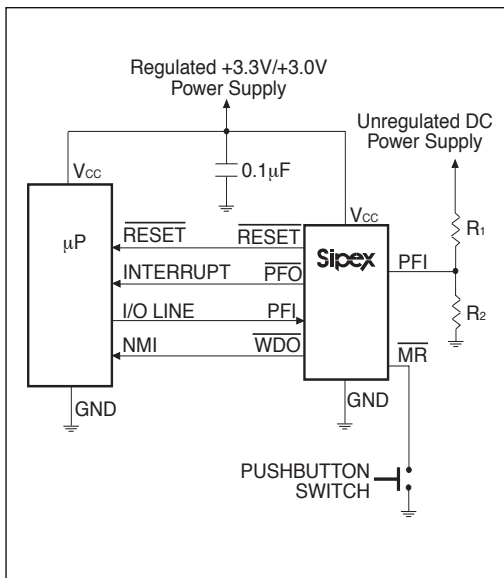 Regulated +3.3V/+3.0V
Power Supply
Unregulated DC
Power Supply
0.1μF
VCC
VCC
μP
RESET
RESET
Sipex
R1
INTERRUPT
PFO
PFI
I/O LINE
PFI
R2
NMI
WDO
MR
GND
GND
PUSHBUTTON
SWITCH